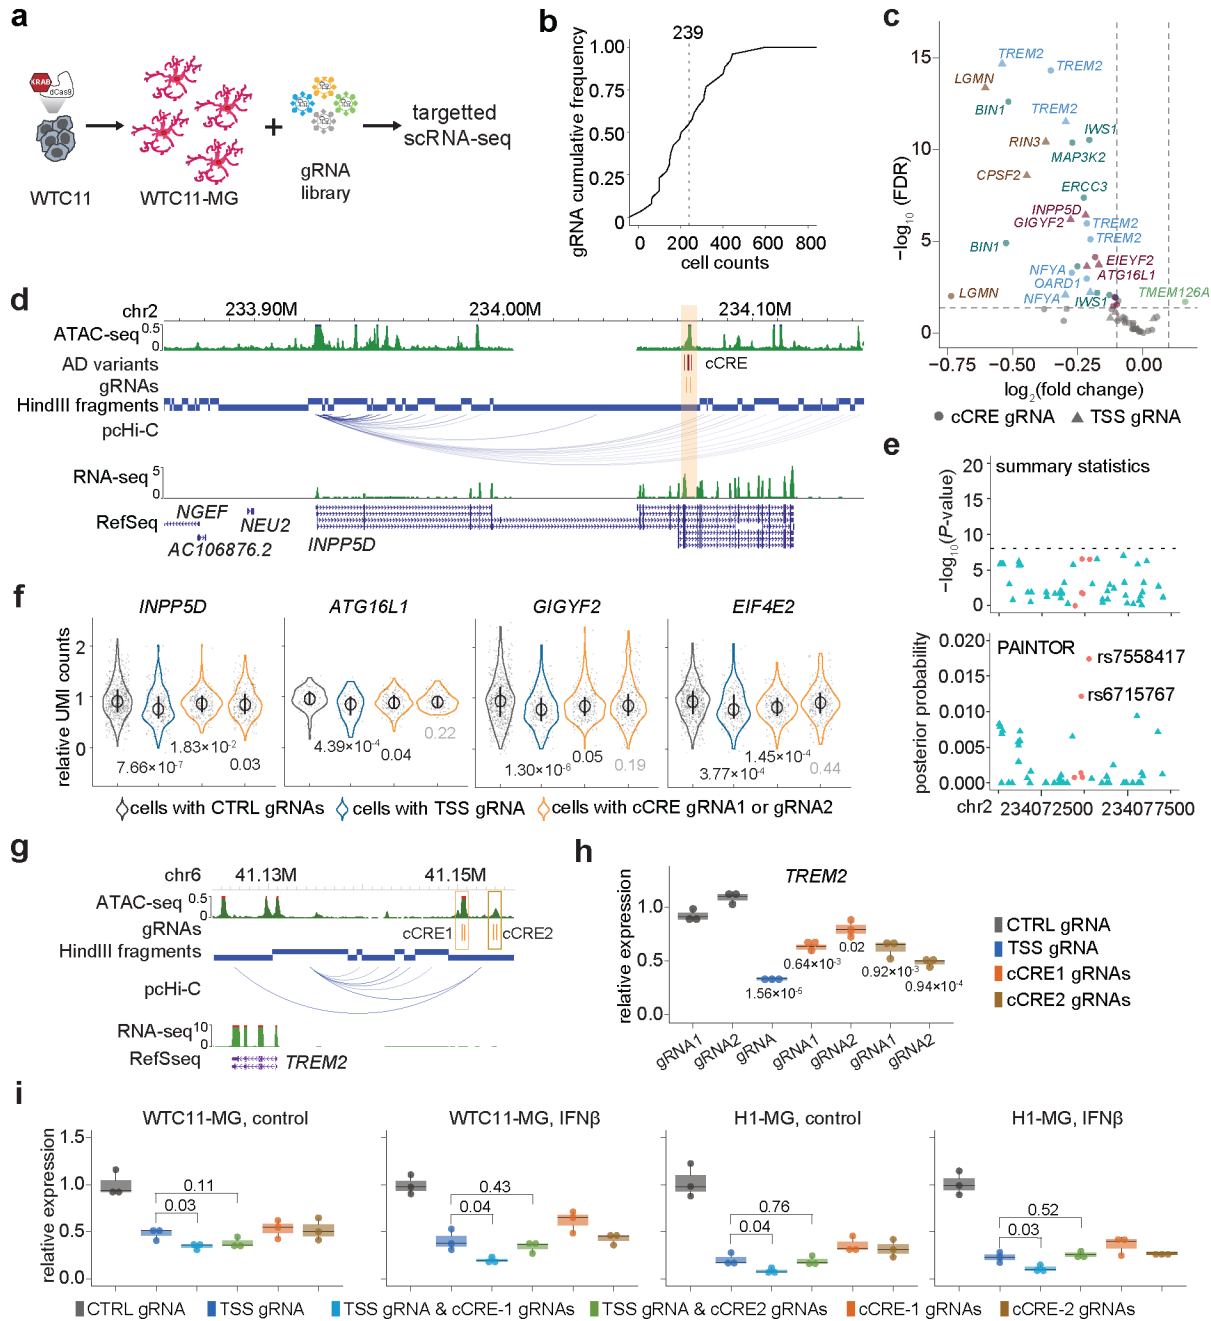 a
KRAB
dCas9
WTC11
WTC11-MG
+
gRNA
library
targetted
scRNA-seq
b
239
gRNA cumulative frequency
1.00
0.75
0.50
0.25
0
0 200 400 600 800
cell counts
c
−log10 (FDR)
15
10
5
0
TREM2
TREM2
LGMN
BIN1
TREM2
IWS1
RIN3
MAP3K2
CPSF2
ERCC3
INPP5D
GIGYF2
TREM2
TREM2
BIN1
EIEYF2
NFYA
ATG16L1
OARD1
LGMN
NFYA
IWS1
TMEM126A
−0.75 −0.50 −0.25 0.00
log2(fold change)
cCRE gRNA TSS gRNA
d
chr2 233.90M 234.00M 234.10M
ATAC-seq 0.5
0
AD variants cCRE
gRNAs
HindIII fragments
pcHi-C
RNA-seq 5
0
RefSeq
NGEF
NEU2
AC106876.2
INPP5D
e
−log10(P-value)
20
15
10
5
0
summary statistics
posterior probability
0.020
0.015
0.010
0.005
0.000
PAINTOR
rs7558417
rs6715767
chr2 234072500 234077500
f
INPP5D ATG16L1 GIGYF2 EIF4E2
relative UMI counts
2
1
0
7.66×10-7
1.83×10-2
0.03
4.39×10-4
0.04
0.22
1.30×10-6
0.05
0.19
3.77×10-4
1.45×10-4
0.44
cells with CTRL gRNAs cells with TSS gRNA cells with cCRE gRNA1 or gRNA2
g
chr6 41.13M 41.15M
ATAC-seq 0.5
0
gRNAs cCRE1 cCRE2
HindIII fragments
pcHi-C
RNA-seq 10
0
RefSseq TREM2
h
TREM2
relative expression
1.0
0.5
0.0
1.56×10-5
0.64×10-3
0.02
0.92×10-3
0.94×10-4
gRNA1 gRNA2 gRNA gRNA1 gRNA2 gRNA1 gRNA2
CTRL gRNA
TSS gRNA
cCRE1 gRNAs
cCRE2 gRNAs
i
WTC11-MG, control WTC11-MG, IFNβ H1-MG, control H1-MG, IFNβ
relative expression
1.5
1.0
0.5
0.0
0.11
0.03
0.43
0.04
0.76
0.04
0.52
0.03
CTRL gRNA TSS gRNA TSS gRNA & cCRE-1 gRNAs TSS gRNA & cCRE2 gRNAs cCRE-1 gRNAs cCRE-2 gRNAs